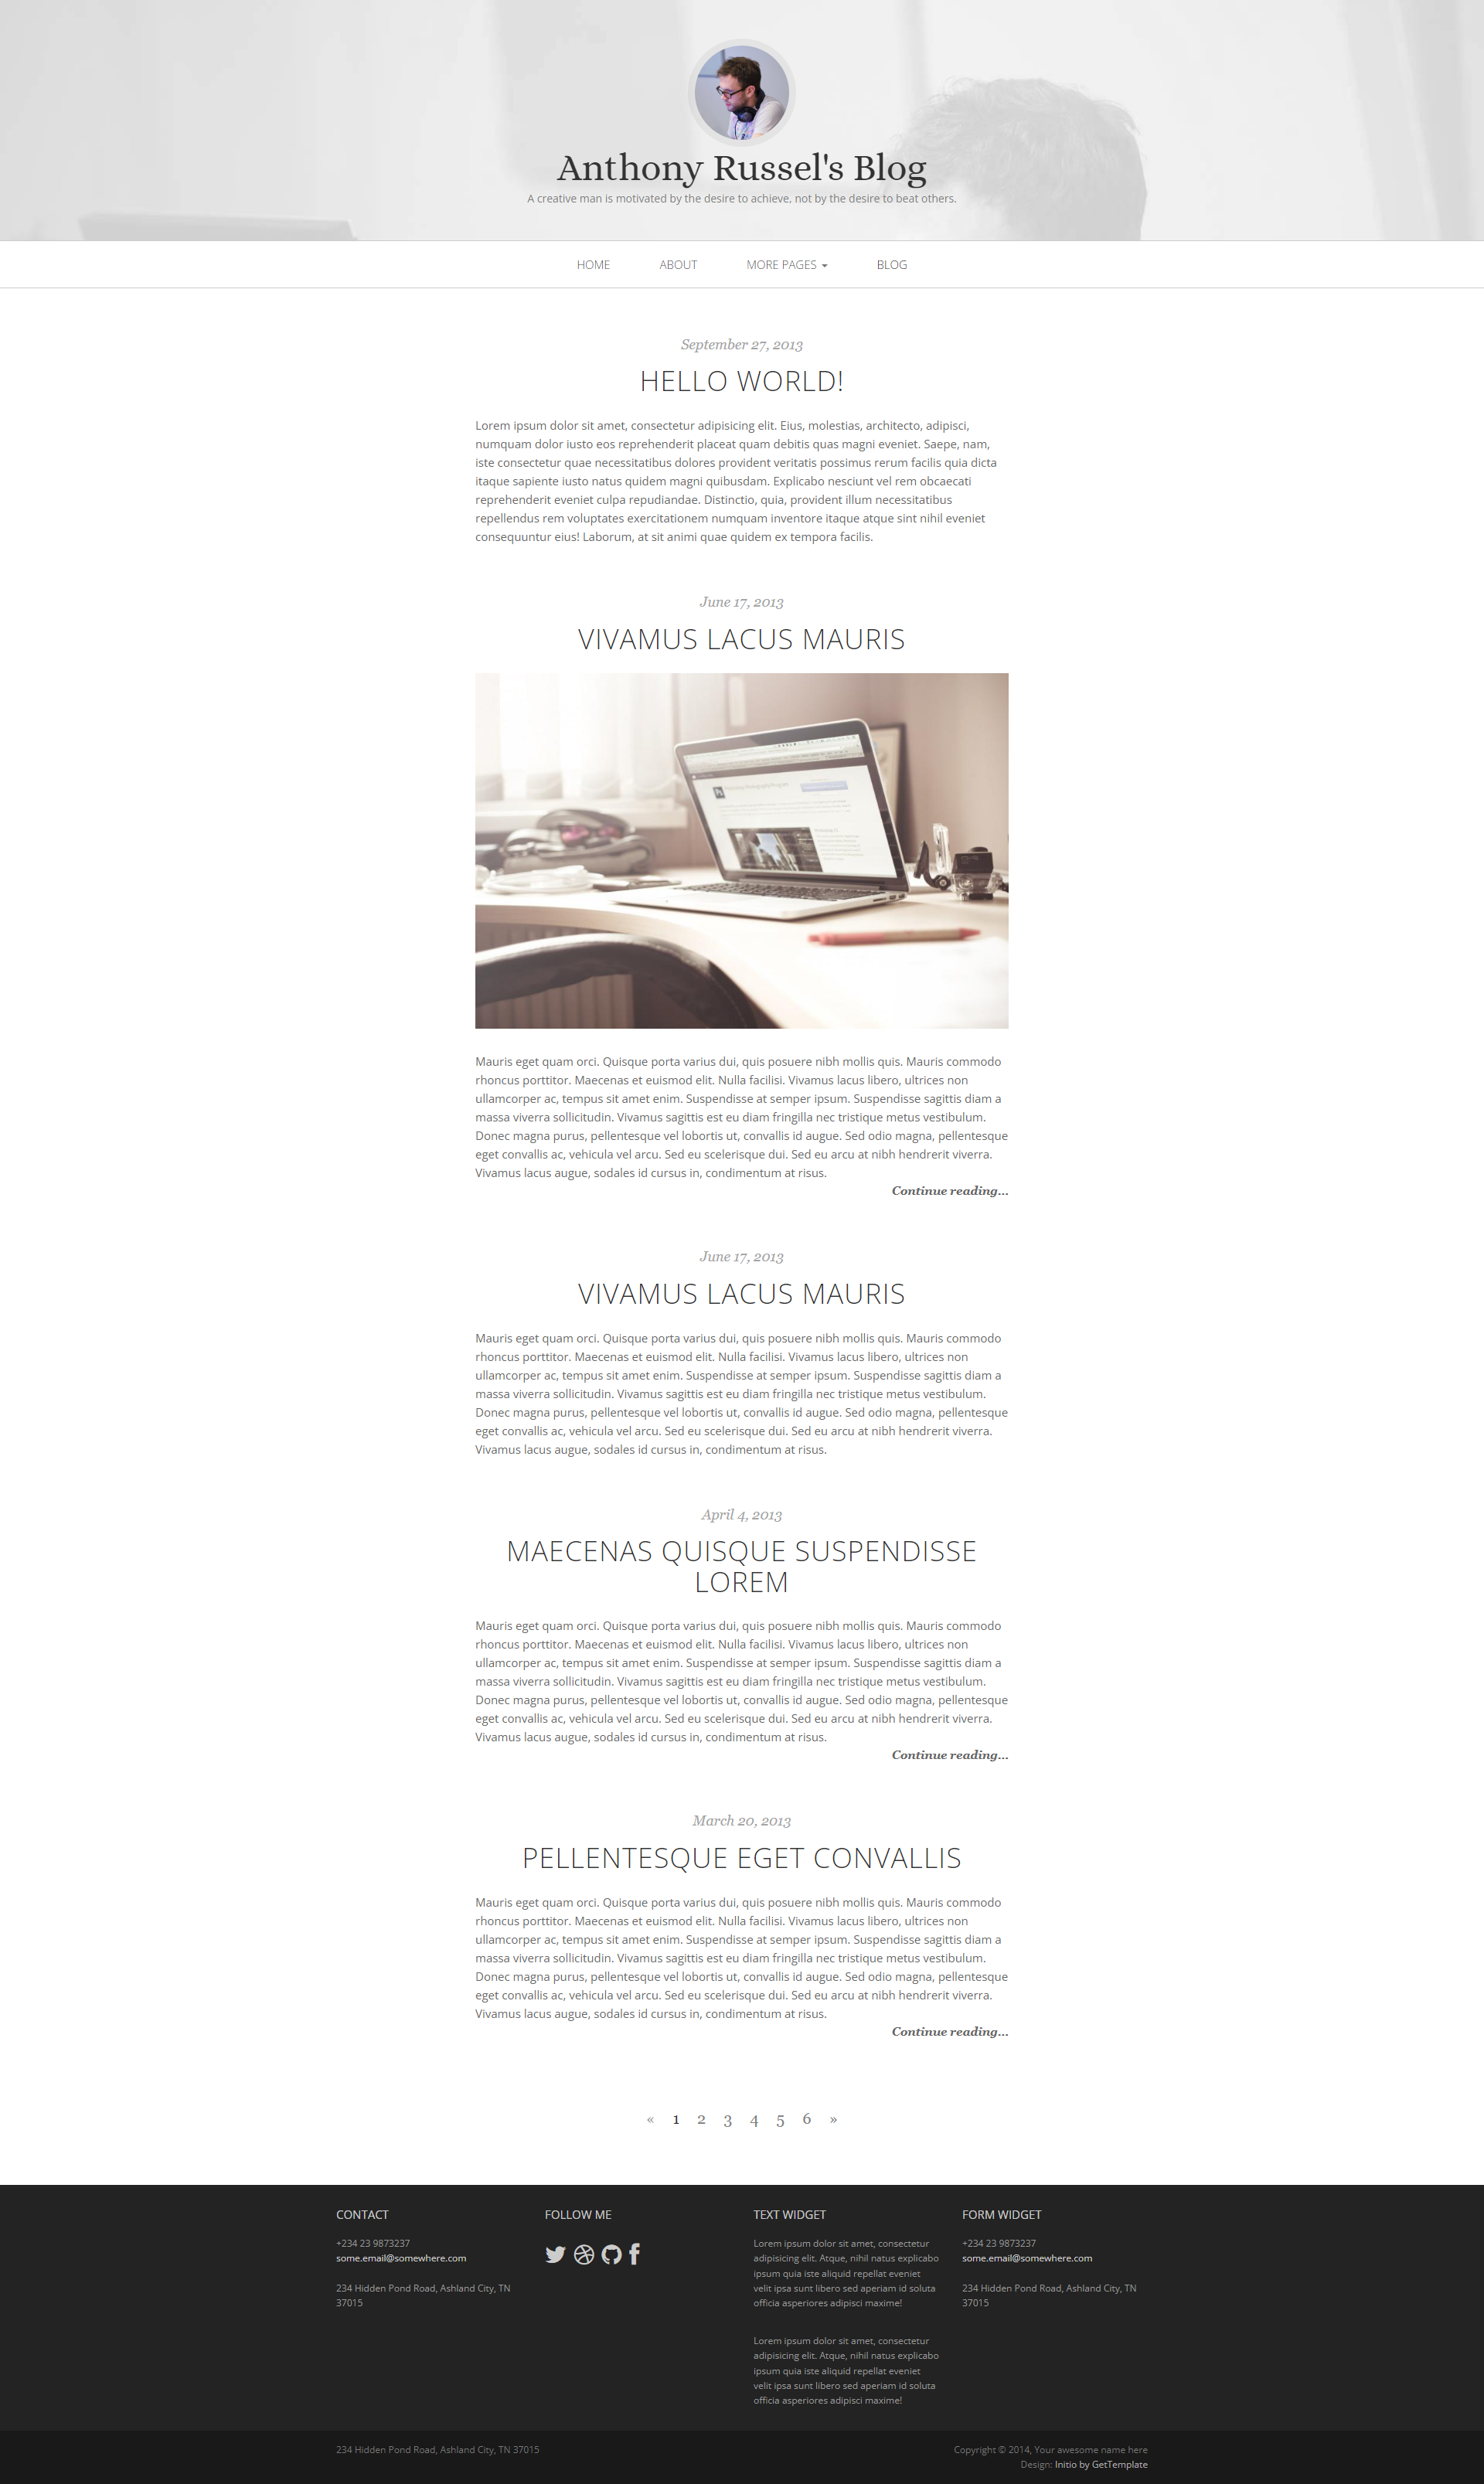 Anthony Russel's Blog
A creative man is motivated by the desire to achieve, not by the desire to beat others.
HOME
ABOUT
MORE PAGES
BLOG
September 27, 2013
HELLO WORLD!
Lorem ipsum dolor sit amet, consectetur adipisicing elit. Eius, molestias, architecto, adipisci,
numquam dolor iusto eos reprehenderit placeat quam debitis quas magni eveniet. Saepe, nam,
iste consectetur quae necessitatibus dolores provident veritatis possimus rerum facilis quia dicta
itaque sapiente iusto natus quidem magni quibusdam. Explicabo nesciunt vel rem obcaecati
reprehenderit eveniet culpa repudiandae. Distinctio, quia, provident illum necessitatibus
repellendus rem voluptates exercitationem numquam inventore itaque atque sint nihil eveniet
consequuntur eius! Laborum, at sit animi quae quidem ex tempora facilis.
June 17, 2013
VIVAMUS LACUS MAURIS
Mauris eget quam orci. Quisque porta varius dui, quis posuere nibh mollis quis. Mauris commodo
rhoncus porttitor. Maecenas et euismod elit. Nulla facilisi. Vivamus lacus libero, ultrices non
ullamcorper ac, tempus sit amet enim. Suspendisse at semper ipsum. Suspendisse sagittis diam a
massa viverra sollicitudin. Vivamus sagittis est eu diam fringilla nec tristique metus vestibulum.
Donec magna purus, pellentesque vel lobortis ut, convallis id augue. Sed odio magna, pellentesque
eget convallis ac, vehicula vel arcu. Sed eu scelerisque dui. Sed eu arcu at nibh hendrerit viverra.
Vivamus lacus augue, sodales id cursus in, condimentum at risus.
Continue reading...
June 17, 2013
VIVAMUS LACUS MAURIS
Mauris eget quam orci. Quisque porta varius dui, quis posuere nibh mollis quis. Mauris commodo
rhoncus porttitor. Maecenas et euismod elit. Nulla facilisi. Vivamus lacus libero, ultrices non
ullamcorper ac, tempus sit amet enim. Suspendisse at semper ipsum. Suspendisse sagittis diam a
massa viverra sollicitudin. Vivamus sagittis est eu diam fringilla nec tristique metus vestibulum.
Donec magna purus, pellentesque vel lobortis ut, convallis id augue. Sed odio magna, pellentesque
eget convallis ac, vehicula vel arcu. Sed eu scelerisque dui. Sed eu arcu at nibh hendrerit viverra.
Vivamus lacus augue, sodales id cursus in, condimentum at risus.
April 4, 2013
MAECENAS QUISQUE SUSPENDISSE
LOREM
Mauris eget quam orci. Quisque porta varius dui, quis posuere nibh mollis quis. Mauris commodo
rhoncus porttitor. Maecenas et euismod elit. Nulla facilisi. Vivamus lacus libero, ultrices non
ullamcorper ac, tempus sit amet enim. Suspendisse at semper ipsum. Suspendisse sagittis diam a
massa viverra sollicitudin. Vivamus sagittis est eu diam fringilla nec tristique metus vestibulum.
Donec magna purus, pellentesque vel lobortis ut, convallis id augue. Sed odio magna, pellentesque
eget convallis ac, vehicula vel arcu. Sed eu scelerisque dui. Sed eu arcu at nibh hendrerit viverra.
Vivamus lacus augue, sodales id cursus in, condimentum at risus.
Continue reading...
March 20, 2013
PELLENTESQUE EGET CONVALLIS
Mauris eget quam orci. Quisque porta varius dui, quis posuere nibh mollis quis. Mauris commodo
rhoncus porttitor. Maecenas et euismod elit. Nulla facilisi. Vivamus lacus libero, ultrices non
ullamcorper ac, tempus sit amet enim. Suspendisse at semper ipsum. Suspendisse sagittis diam a
massa viverra sollicitudin. Vivamus sagittis est eu diam fringilla nec tristique metus vestibulum.
Donec magna purus, pellentesque vel lobortis ut, convallis id augue. Sed odio magna, pellentesque
eget convallis ac, vehicula vel arcu. Sed eu scelerisque dui. Sed eu arcu at nibh hendrerit viverra.
Vivamus lacus augue, sodales id cursus in, condimentum at risus.
Continue reading...
« 1 2 3 4 5 6 »
CONTACT
+234 23 9873237
some.email@somewhere.com
234 Hidden Pond Road, Ashland City, TN
37015
FOLLOW ME
TEXT WIDGET
Lorem ipsum dolor sit amet, consectetur
adipisicing elit. Atque, nihil natus explicabo
ipsum quia iste aliquid repellat eveniet
velit ipsa sunt libero sed aperiam id soluta
officia asperiores adipisci maxime!
Lorem ipsum dolor sit amet, consectetur
adipisicing elit. Atque, nihil natus explicabo
ipsum quia iste aliquid repellat eveniet
velit ipsa sunt libero sed aperiam id soluta
officia asperiores adipisci maxime!
FORM WIDGET
+234 23 9873237
some.email@somewhere.com
234 Hidden Pond Road, Ashland City, TN
37015
234 Hidden Pond Road, Ashland City, TN 37015
Copyright © 2014, Your awesome name here
Design: Initio by GetTemplate